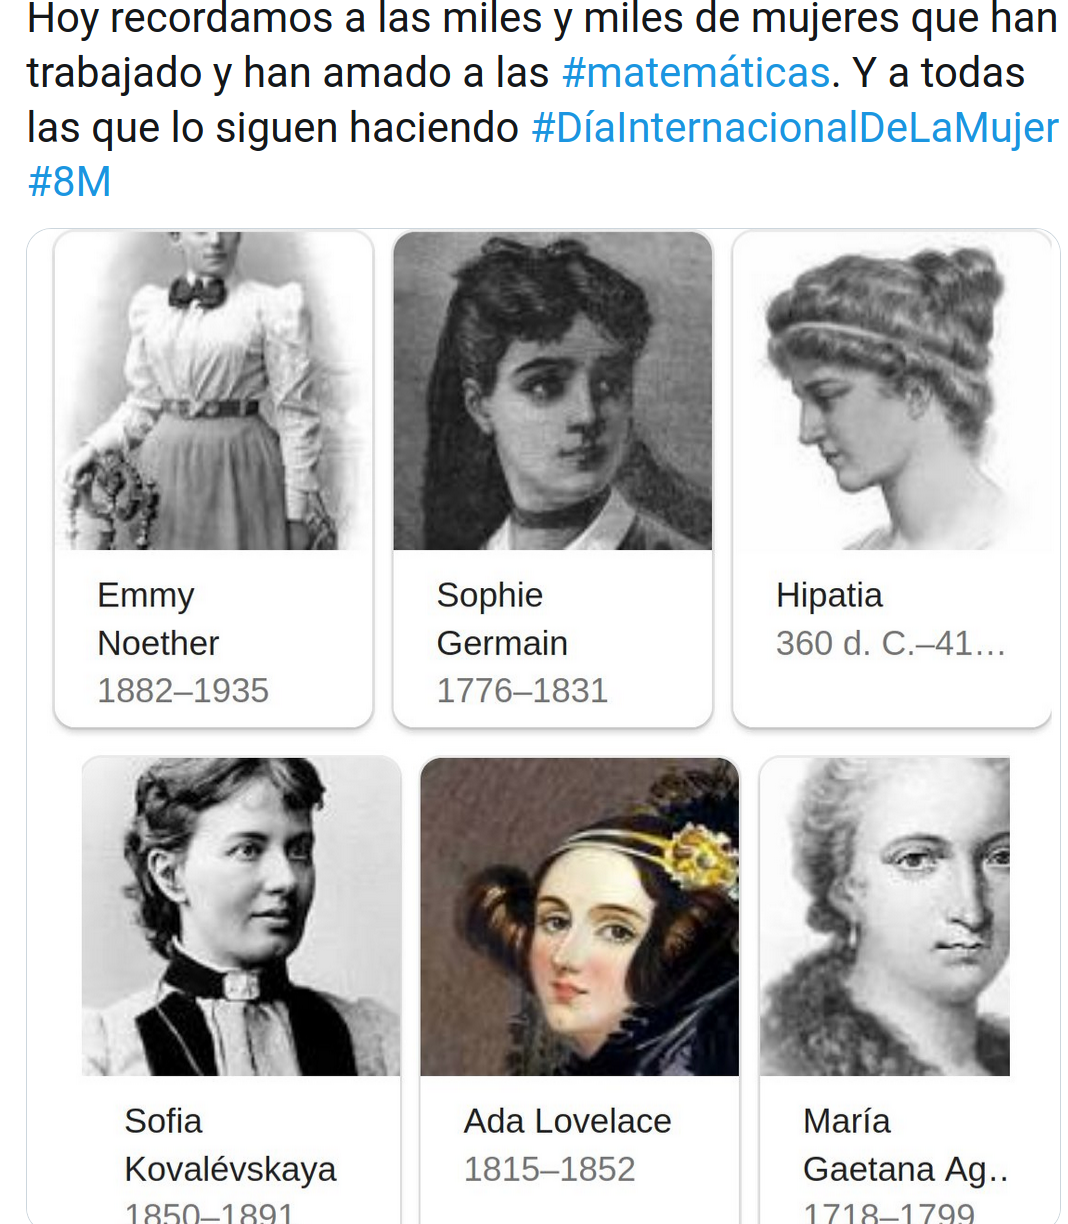 Hoy recordamos a las miles y miles de mujeres que han
trabajado y han amado a las #matemáticas. Y a todas
las que lo siguen haciendo #DíaInternacionalDeLaMujer
#8M
Emmy
Noether
1882–1935
Sophie
Germain
1776–1831
Hipatia
360 d. C.–41…
Sofia
Kovalévskaya
1850–1891
Ada Lovelace
1815–1852
María
Gaetana Ag..
1718–1799